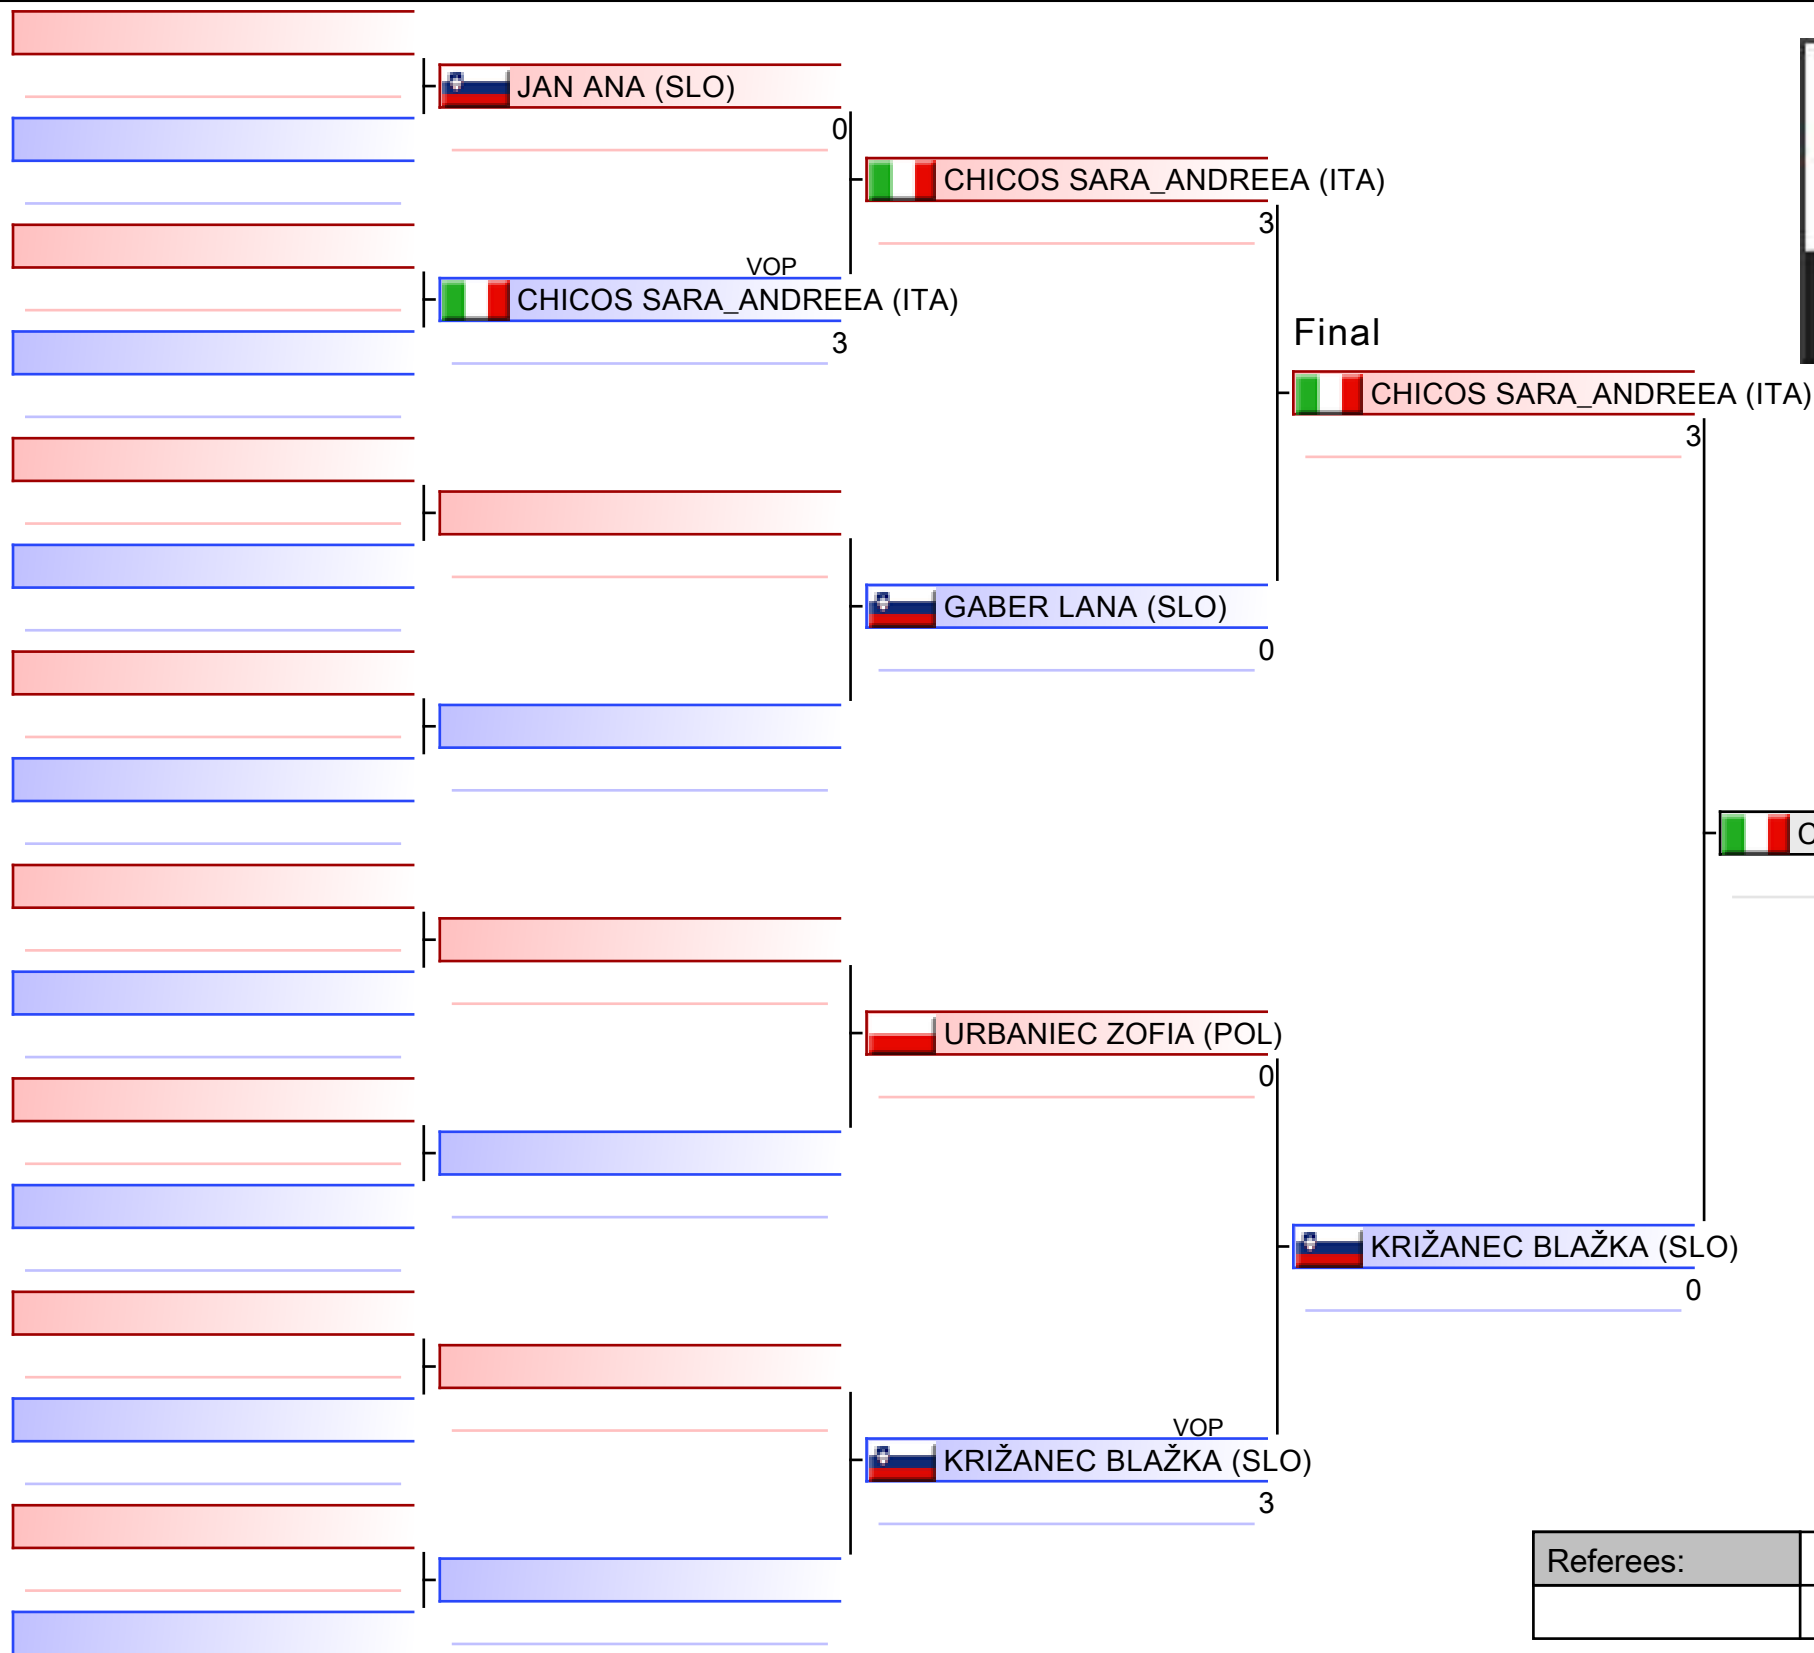 JAN ANA (SLO)
0
VOP
CHICOS SARA_ANDREEA (ITA)
3
CHICOS SARA_ANDREEA (ITA)
3
GABER LANA (SLO)
0
URBANIEC ZOFIA (POL)
0
VOP
KRIŽANEC BLAŽKA (SLO)
3
Final
CHICOS SARA_ANDREEA (ITA)
3
KRIŽANEC BLAŽKA (SLO)
0
Referees: